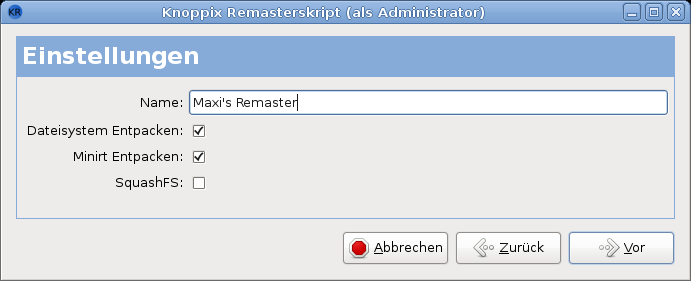 KR Knoppix Remasterskript (als Administrator)
Einstellungen
Name: Maxi's Remaster
Dateisystem Entpacken:
Minirt Entpacken:
SquashFS:
Abbrechen Zurück Vor